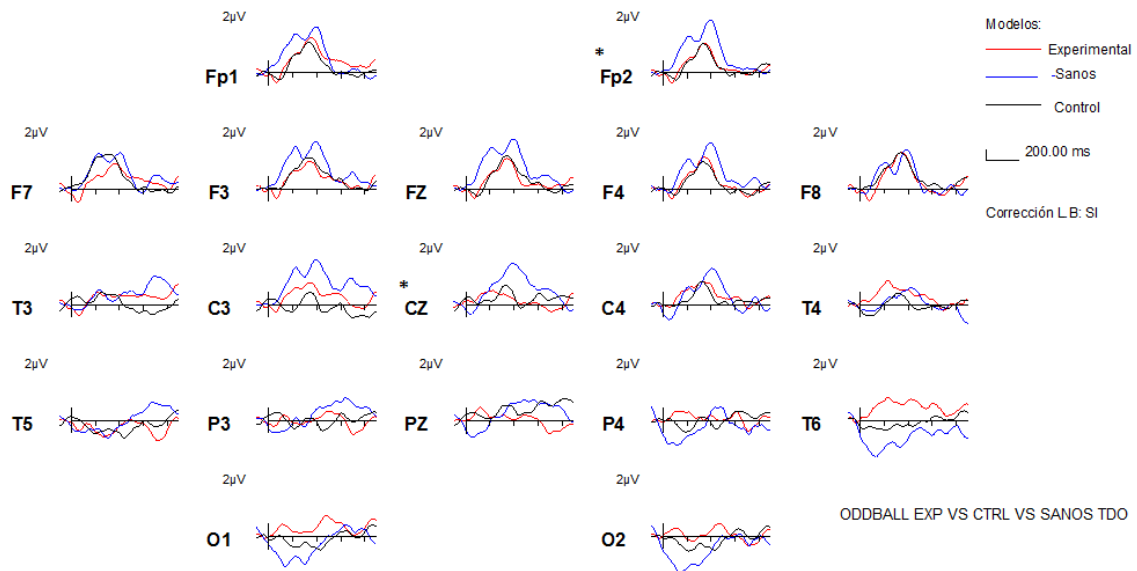 2µV
2µV
Modelos:
Experimental
-Sanos
Control
*
Fp1
Fp2
2µV
2µV
2µV
2µV
2µV
200.00 ms
F7
F3
FZ
F4
F8
Corrección L.B: SI
2µV
2µV
2µV
2µV
2µV
*
T3
C3
CZ
C4
T4
2µV
2µV
2µV
2µV
2µV
T5
P3
PZ
P4
T6
2µV
2µV
ODDBALL EXP VS CTRL VS SANOS TDO
O1
O2